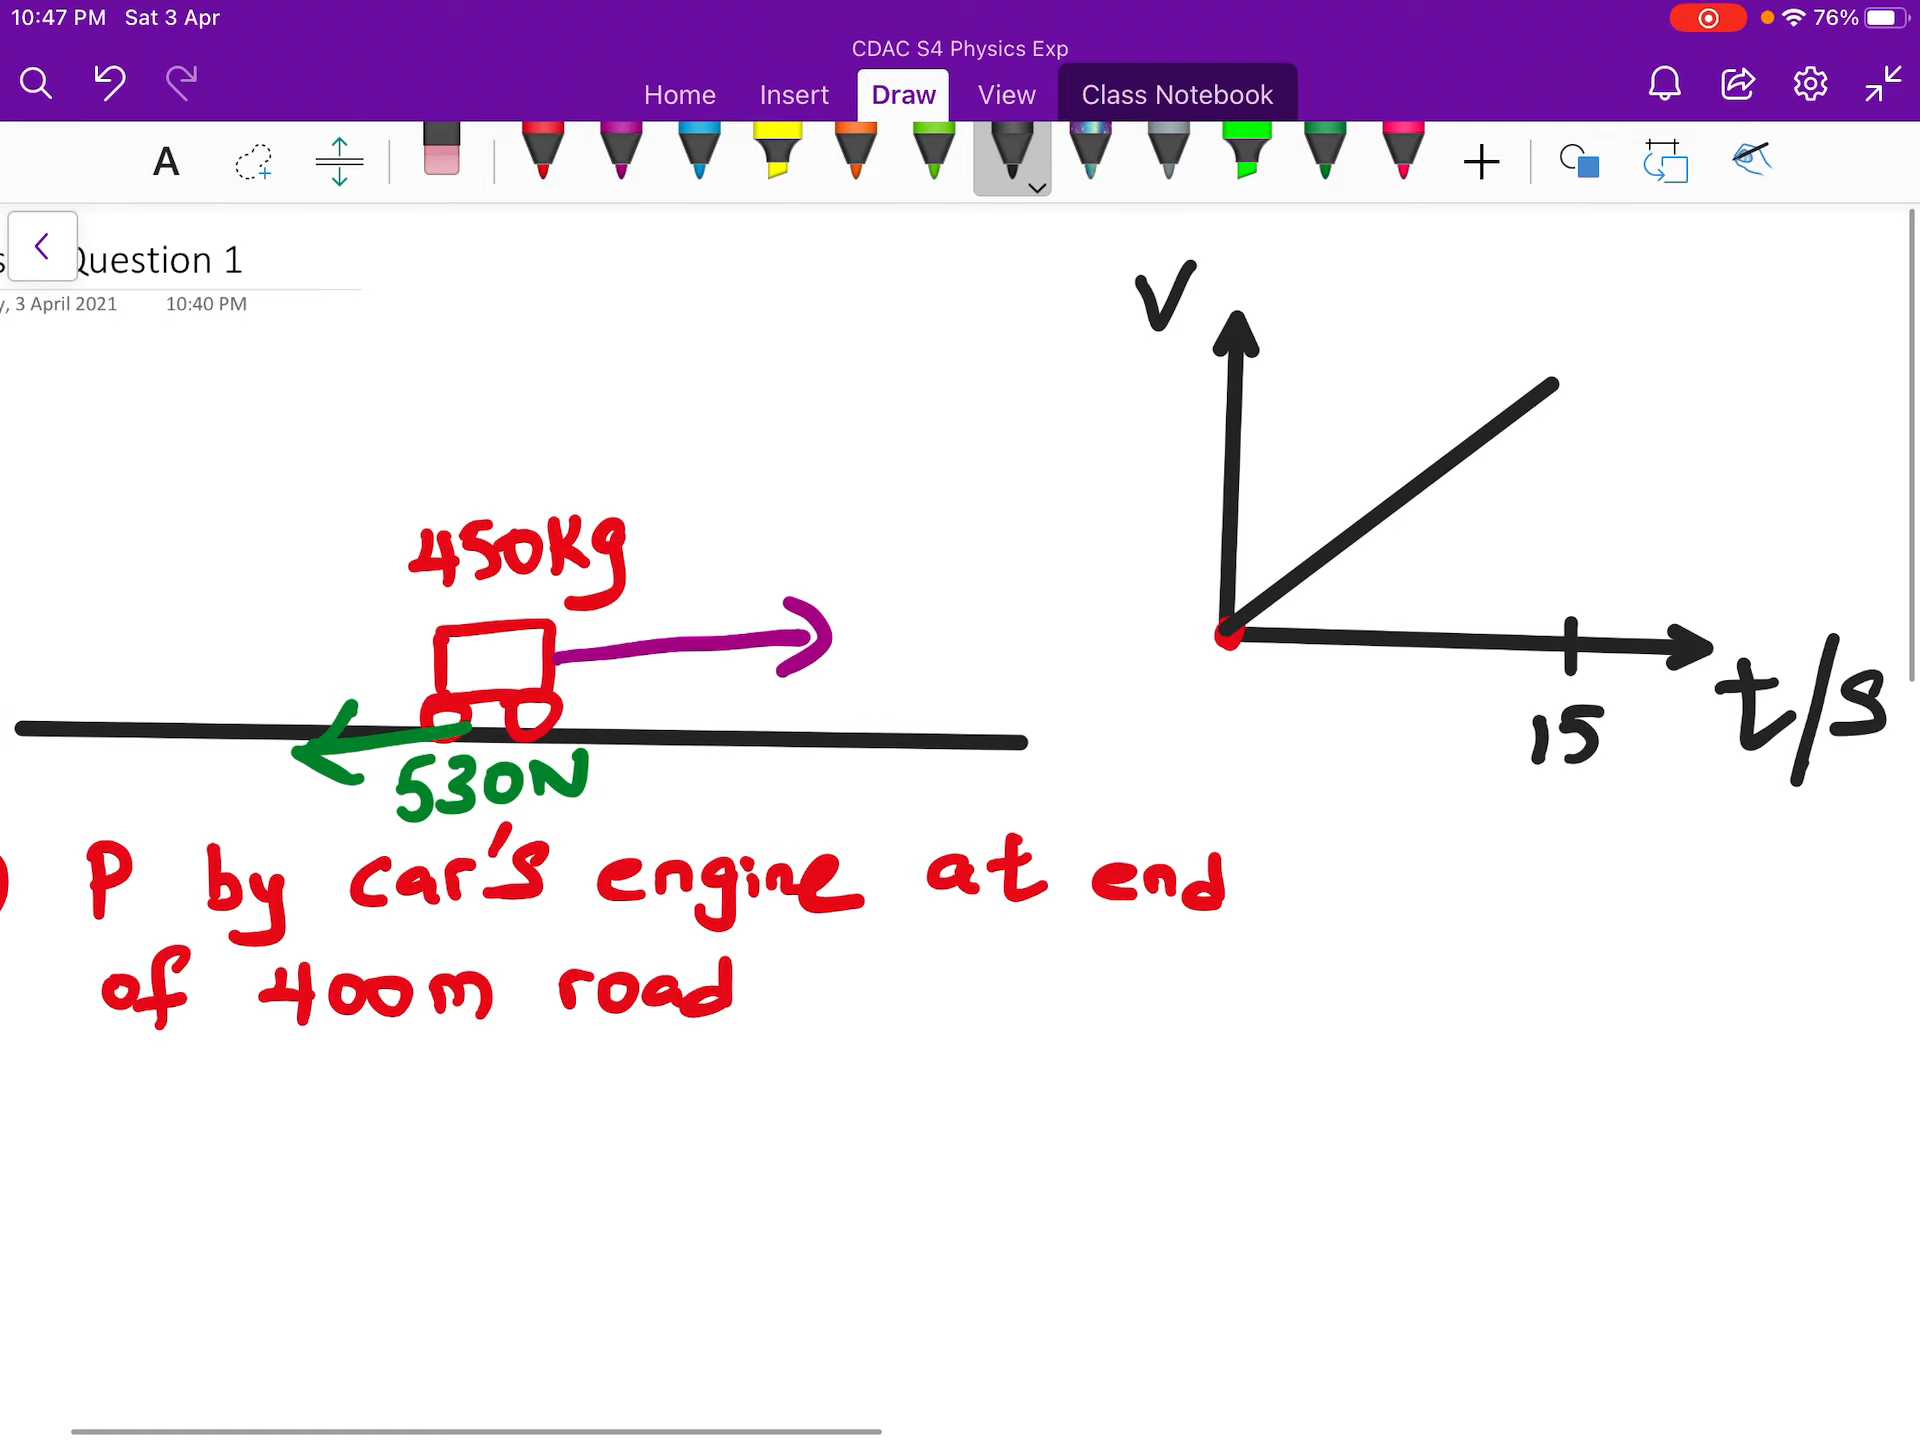 10:47 PM Sat 3 Apr
76%
CDAC S4 Physics Exp
Home Insert Draw View Class Notebook
A
s Question 1
y, 3 April 2021 10:40 PM
V
450kg
530N
15
t/s
) P by car's engine at end
of 400m road